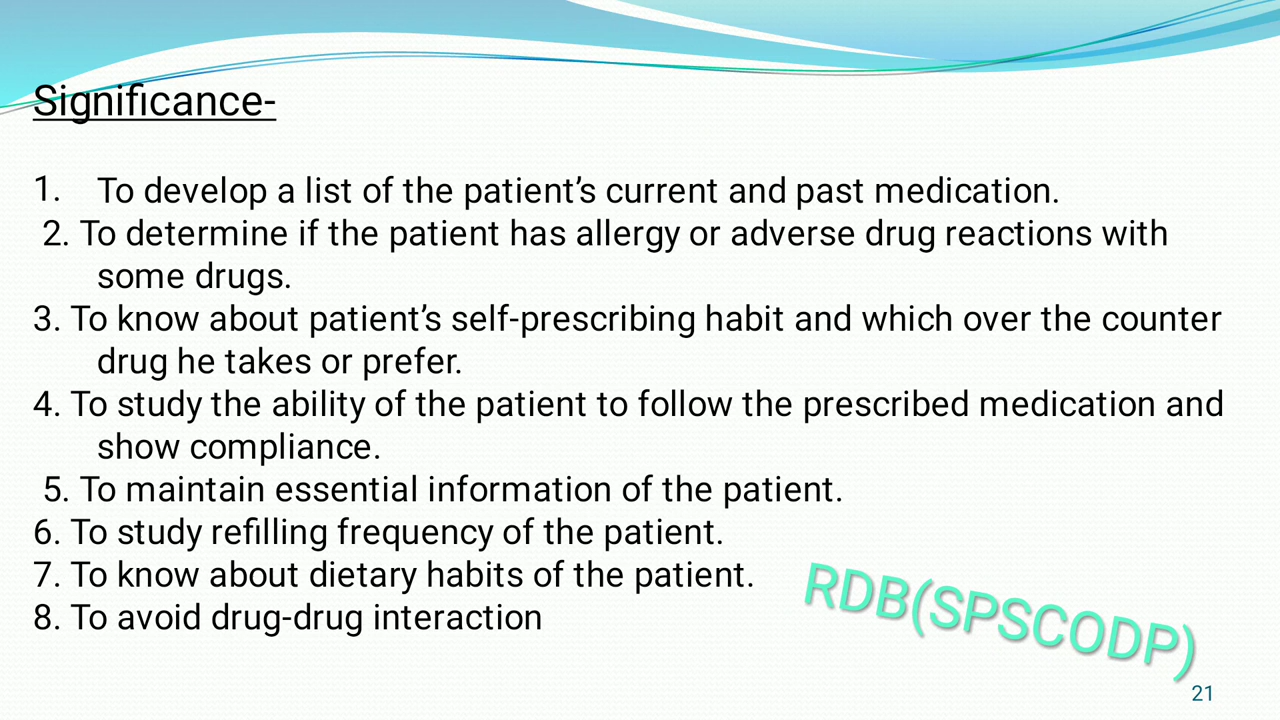 Significance-
1. To develop a list of the patient’s current and past medication.
2. To determine if the patient has allergy or adverse drug reactions with
some drugs.
3. To know about patient’s self-prescribing habit and which over the counter
drug he takes or prefer.
4. To study the ability of the patient to follow the prescribed medication and
show compliance.
5. To maintain essential information of the patient.
6. To study refilling frequency of the patient.
7. To know about dietary habits of the patient.
8. To avoid drug-drug interaction
RDB(SPSCODP)
21